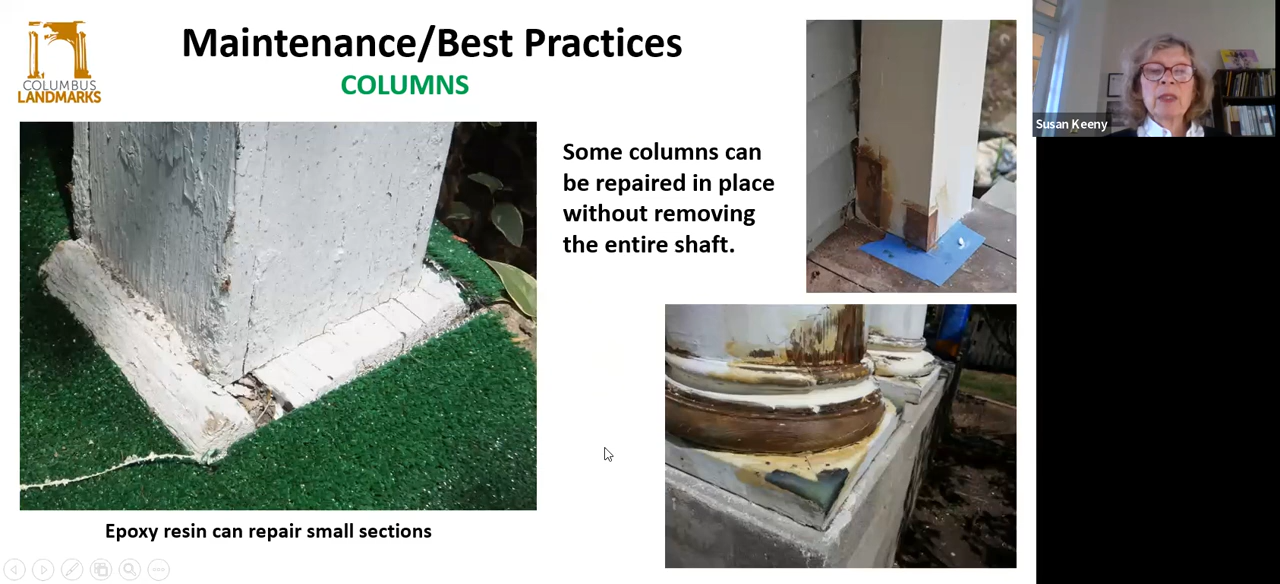 COLUMBUS
LANDMARKS
Maintenance/Best Practices
COLUMNS
Some columns can
be repaired in place
without removing
the entire shaft.
Epoxy resin can repair small sections
Susan Keeny